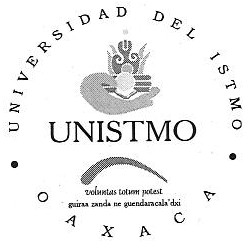 UNIVERSIDAD DEL ISTMO
UNISTMO
voluntas totum potest
guiraa zanda ne guendaracala'dxi
OAXACA